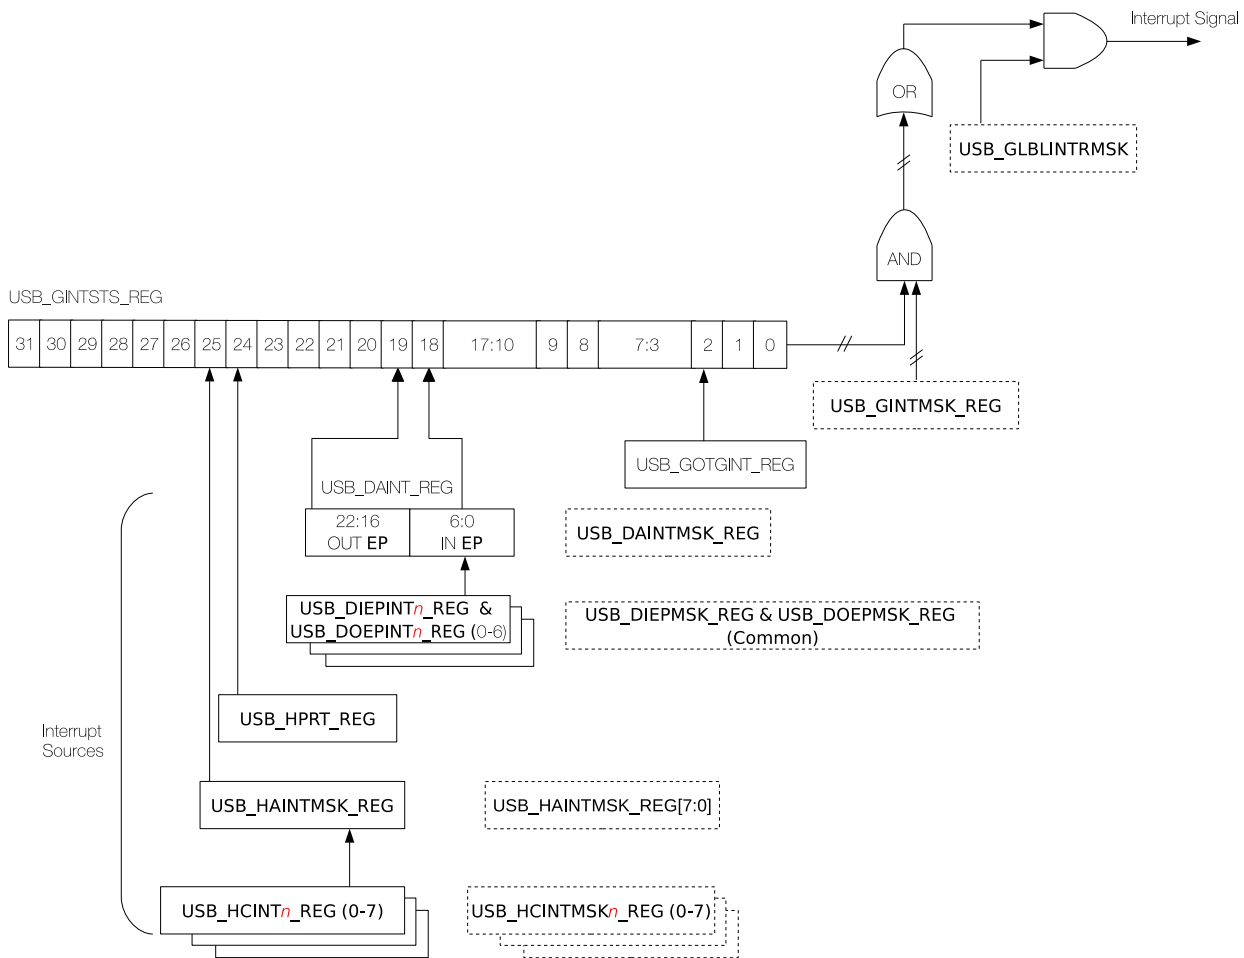 Interrupt Signal
OR
USB_GLBLINTRMSK
AND
USB_GINTSTS_REG
31 30 29 28 27 26 25 24 23 22 21 20 19 18 17:10 9 8 7:3 2 1 0
USB_GINTMSK_REG
USB_GOTGINT_REG
USB_DAINT_REG
22:16
OUT EP
6:0
IN EP
USB_DAINTMSK_REG
USB_DIEPINTn_REG &
USB_DOEPINTn_REG (0-6)
USB_DIEPMSK_REG & USB_DOEPMSK_REG
(Common)
USB_HPRT_REG
Interrupt
Sources
USB_HAINTMSK_REG
USB_HAINTMSK_REG[7:0]
USB_HCINTn_REG (0-7)
USB_HCINTMSKn_REG (0-7)